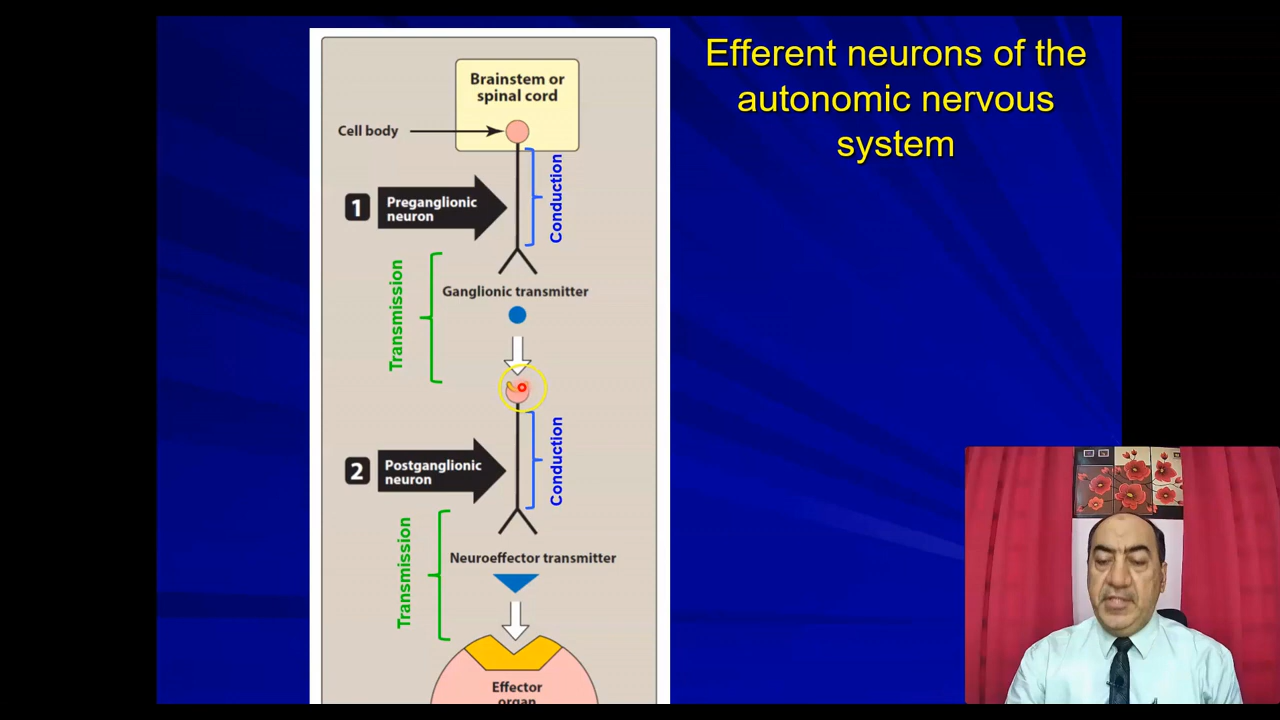 Efferent neurons of the
autonomic nervous
system
Brainstem or
spinal cord
Cell body
Conduction
1
Preganglionic
neuron
Transmission
Ganglionic transmitter
Conduction
2
Postganglionic
neuron
Transmission
Neuroeffector transmitter
Effector
organ